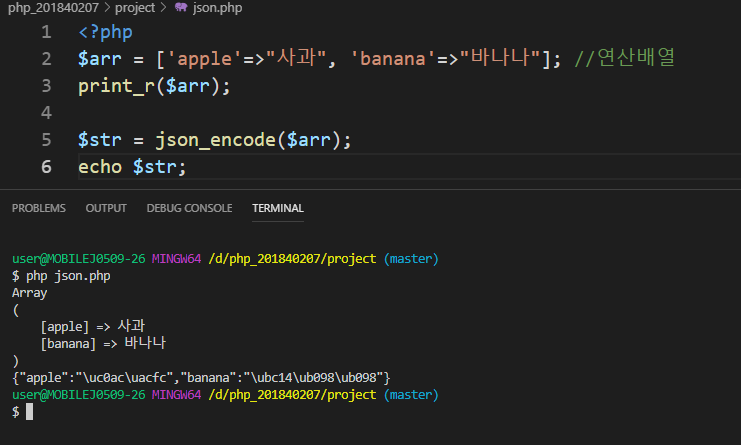 php_201840207 > project > json.php
1 <?php
2 $arr = ['apple'=>"사과", 'banana'=>"바나나"]; //연산배열
3 print_r($arr);
4
5 $str = json_encode($arr);
6 echo $str;
PROBLEMS OUTPUT DEBUG CONSOLE TERMINAL
user@MOBILEJ0509-26 MINGW64 /d/php_201840207/project (master)
$ php json.php
Array
(
    [apple] => 사과
    [banana] => 바나나
)
{"apple":"\uc0ac\uacfc","banana":"\ubc14\ub098\ub098"}
user@MOBILEJ0509-26 MINGW64 /d/php_201840207/project (master)
$